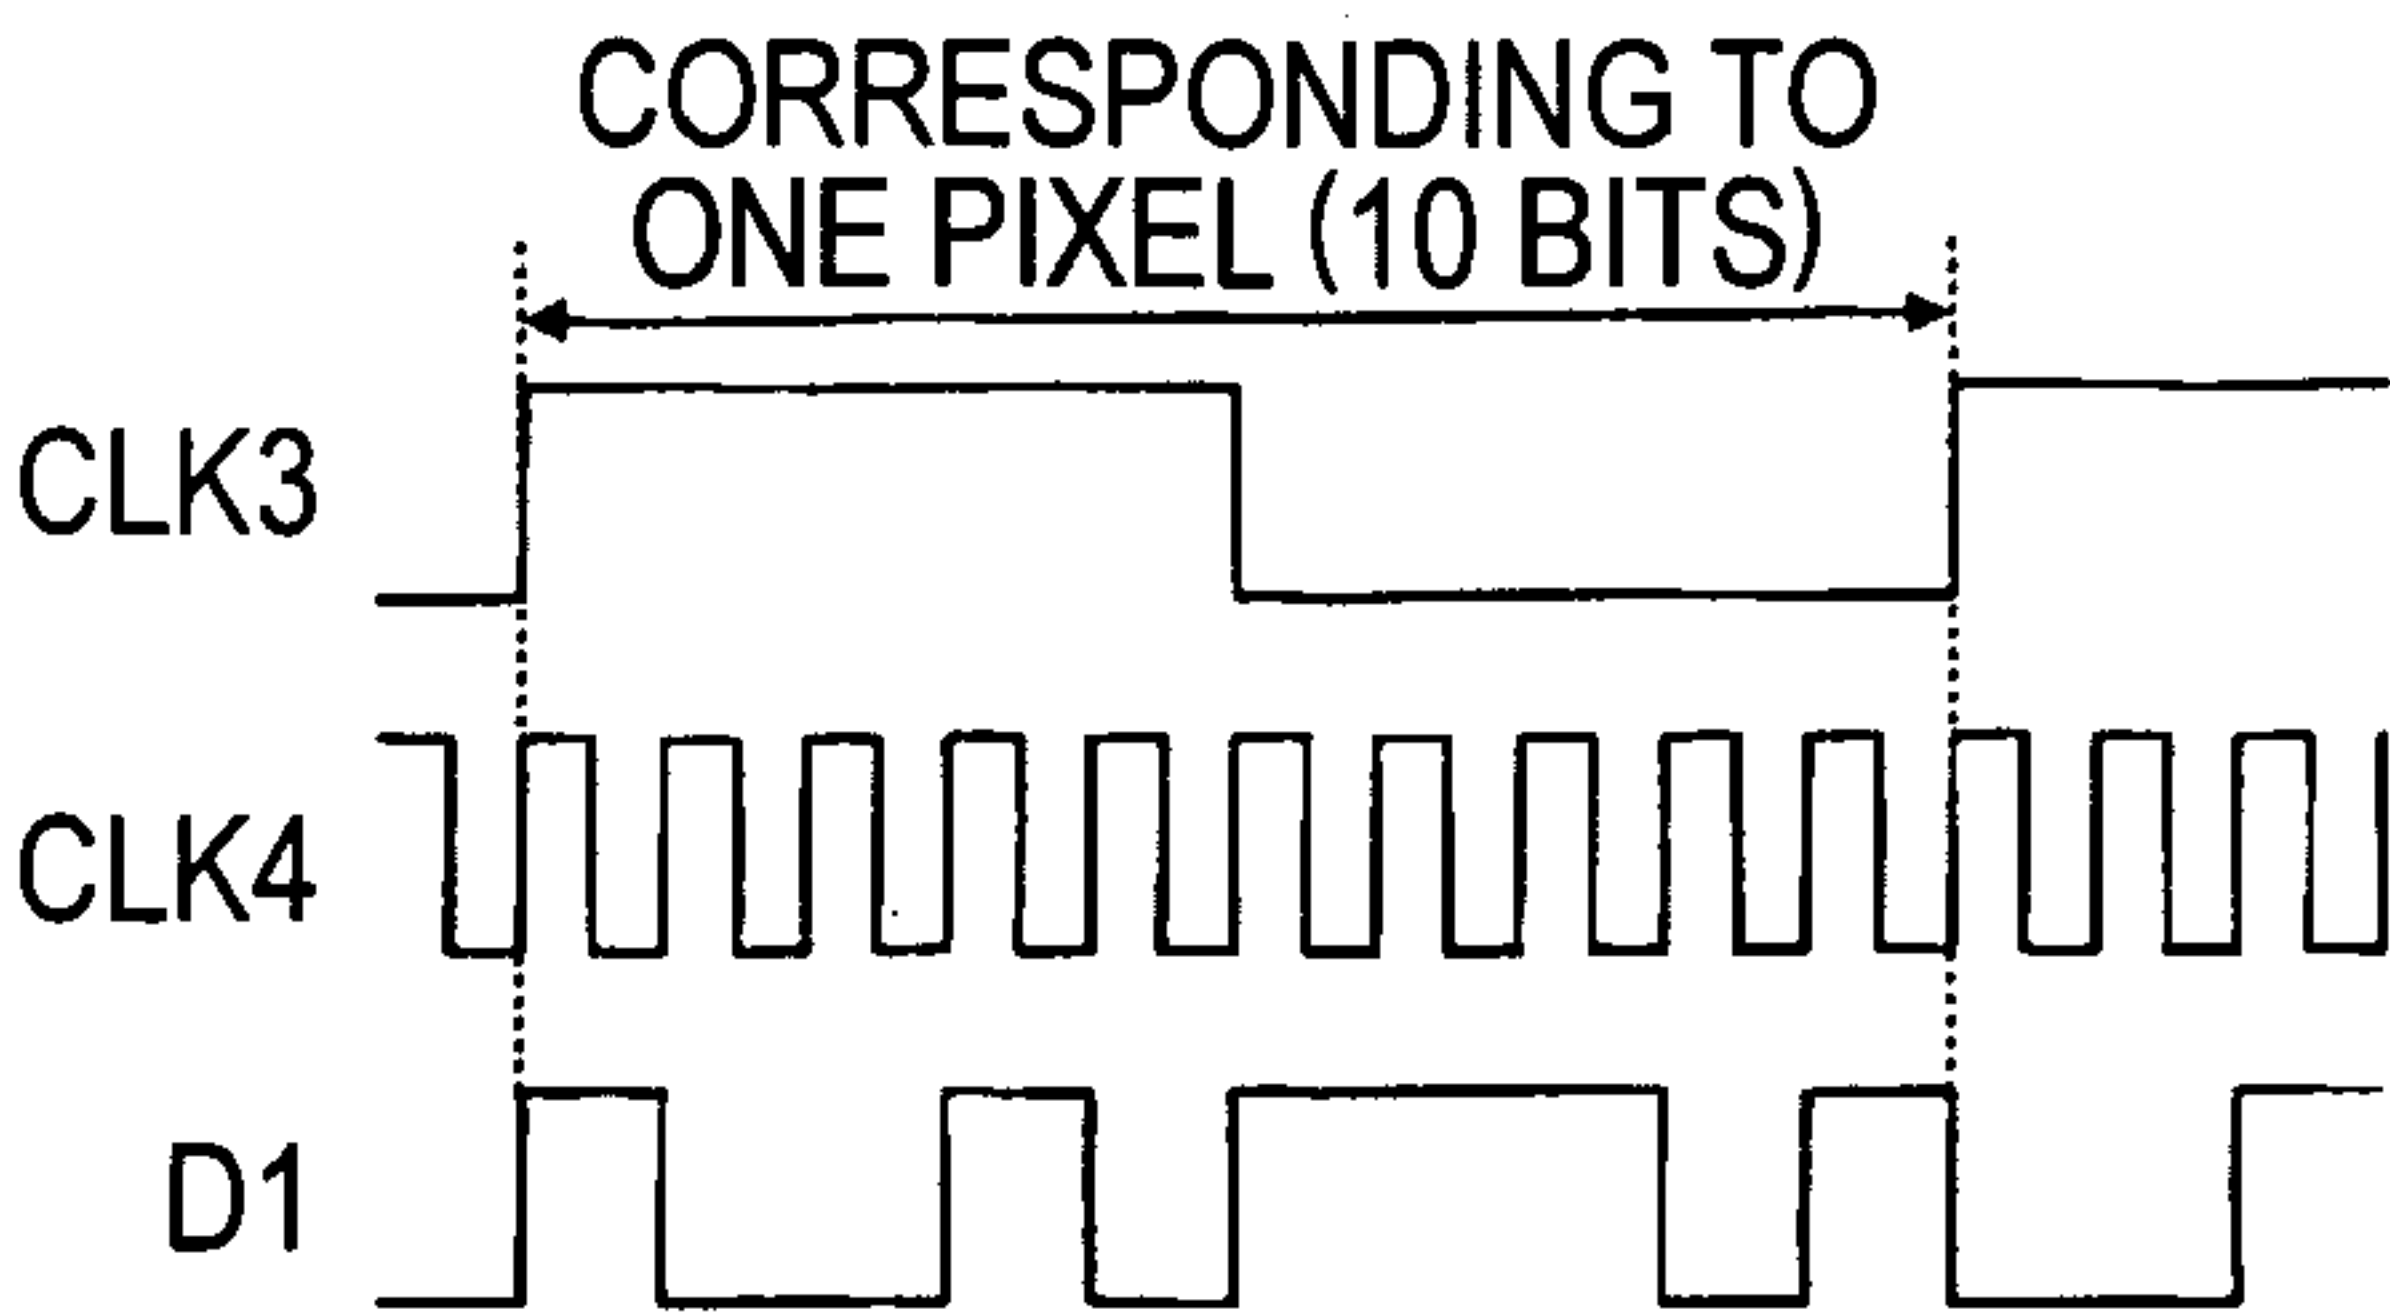 CORRESPONDING TO
ONE PIXEL (10 BITS)
CLK3
CLK4
D1